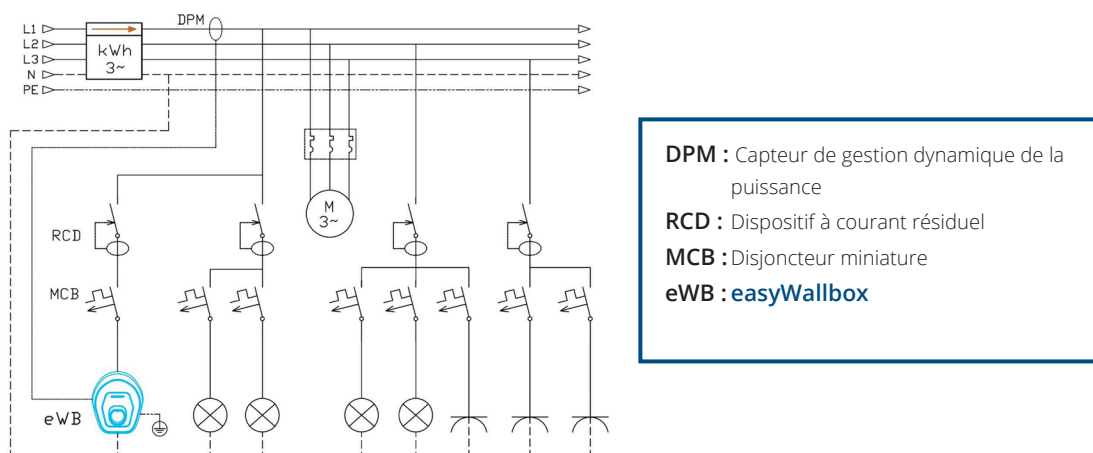 DPM
L1
L2
L3
N
PE
kWh
3~
M
3~
RCD
MCB
eWB
DPM : Capteur de gestion dynamique de la
puissance
RCD : Dispositif à courant résiduel
MCB : Disjoncteur miniature
eWB : easyWallbox